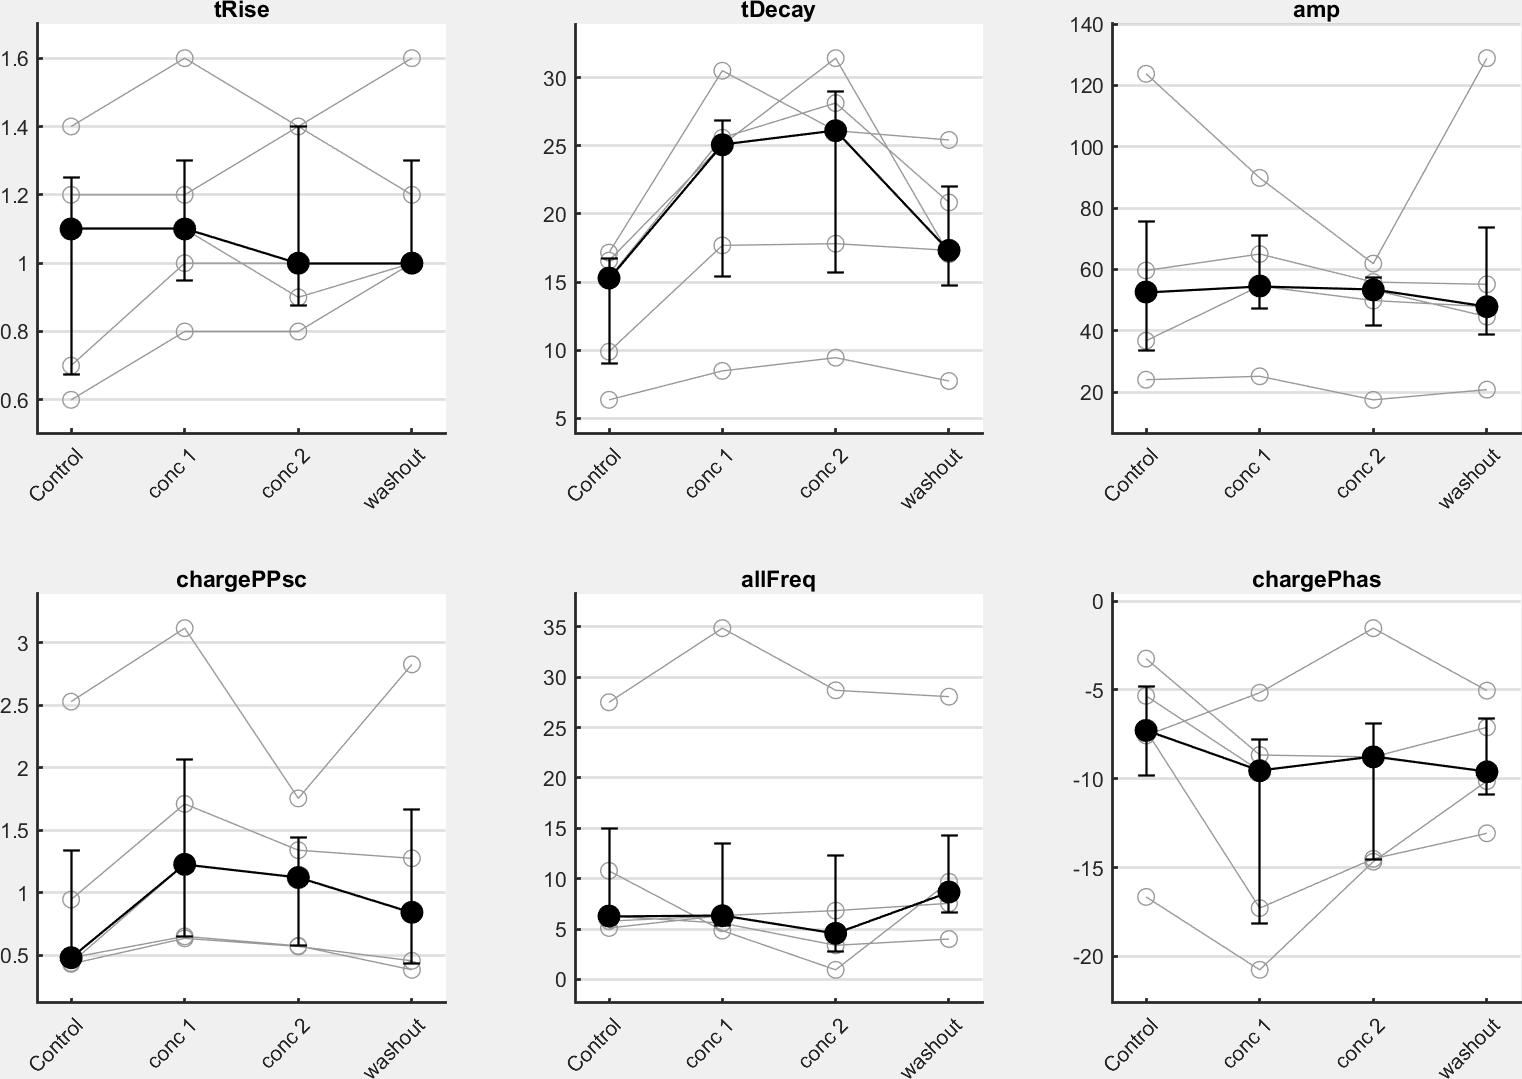 tRise
tDecay
amp
1.6
1.4
1.2
1
0.8
0.6
30
25
20
15
10
5
140
120
100
80
60
40
20
Control
conc 1
conc 2
washout
Control
conc 1
conc 2
washout
Control
conc 1
conc 2
washout
chargePPsc
allFreq
chargePhas
3
2.5
2
1.5
1
0.5
35
30
25
20
15
10
5
0
0
-5
-10
-15
-20
Control
conc 1
conc 2
washout
Control
conc 1
conc 2
washout
Control
conc 1
conc 2
washout